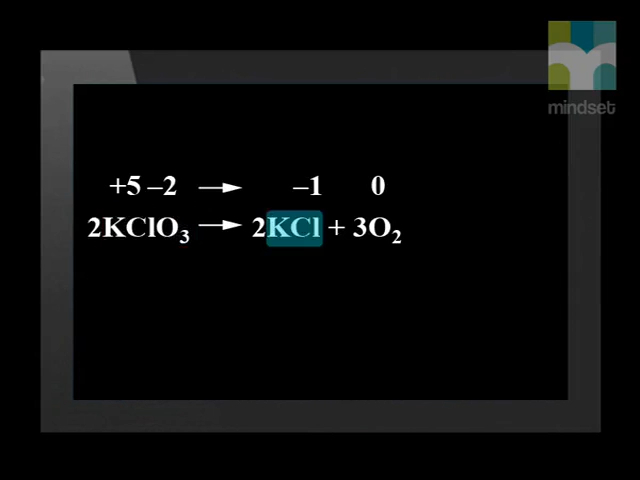 mindset
+5 –2 → –1 0
2KClO₃ → 2KCl + 3O₂